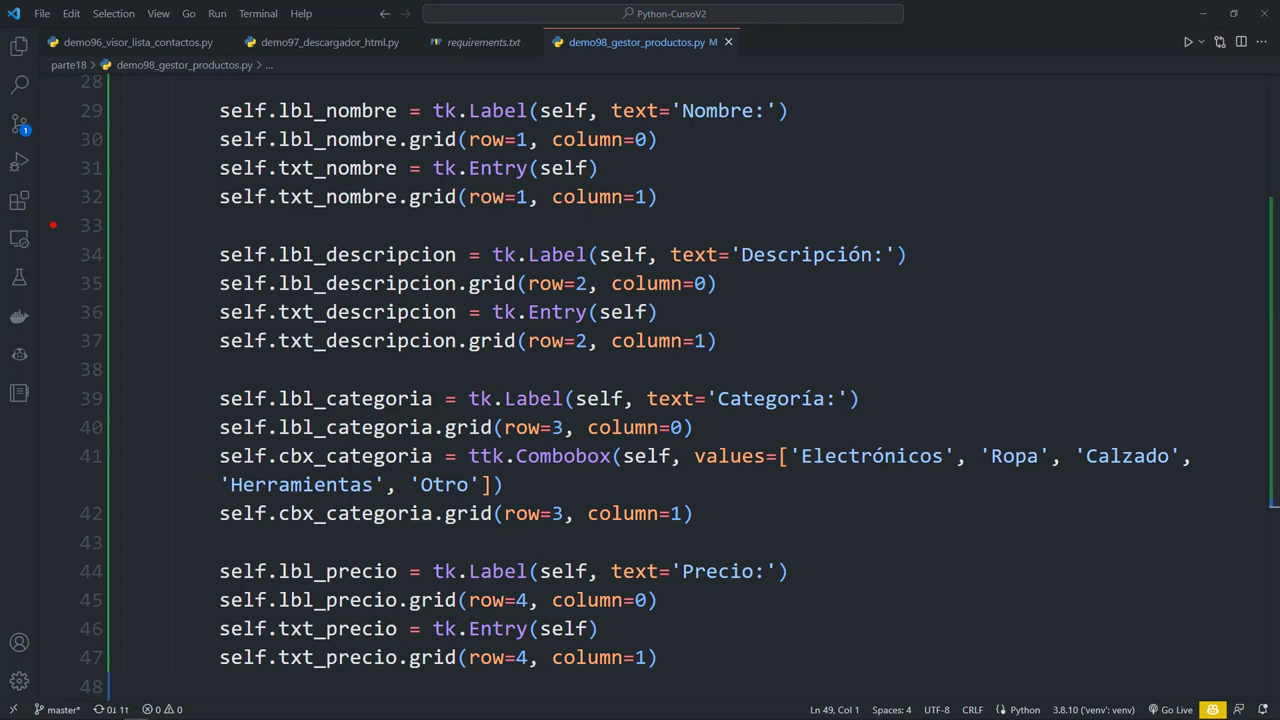 File Edit Selection View Go Run Terminal Help
Python-CursoV2
demo96_visor_lista_contactos.py demo97_descargador_html.py requirements.txt demo98_gestor_productos.py M
parte18 > demo98_gestor_productos.py > ...
28
29 self.lbl_nombre = tk.Label(self, text='Nombre:')
30 self.lbl_nombre.grid(row=1, column=0)
31 self.txt_nombre = tk.Entry(self)
32 self.txt_nombre.grid(row=1, column=1)
33
34 self.lbl_descripcion = tk.Label(self, text='Descripción:')
35 self.lbl_descripcion.grid(row=2, column=0)
36 self.txt_descripcion = tk.Entry(self)
37 self.txt_descripcion.grid(row=2, column=1)
38
39 self.lbl_categoria = tk.Label(self, text='Categoría:')
40 self.lbl_categoria.grid(row=3, column=0)
41 self.cbx_categoria = ttk.Combobox(self, values=['Electrónicos', 'Ropa', 'Calzado',
'Herramientas', 'Otro'])
42 self.cbx_categoria.grid(row=3, column=1)
43
44 self.lbl_precio = tk.Label(self, text='Precio:')
45 self.lbl_precio.grid(row=4, column=0)
46 self.txt_precio = tk.Entry(self)
47 self.txt_precio.grid(row=4, column=1)
48
1
master* 0↓ 1↑ 0 0 Ln 49, Col 1 Spaces: 4 UTF-8 CRLF Python 3.8.10 ('venv': venv) Go Live